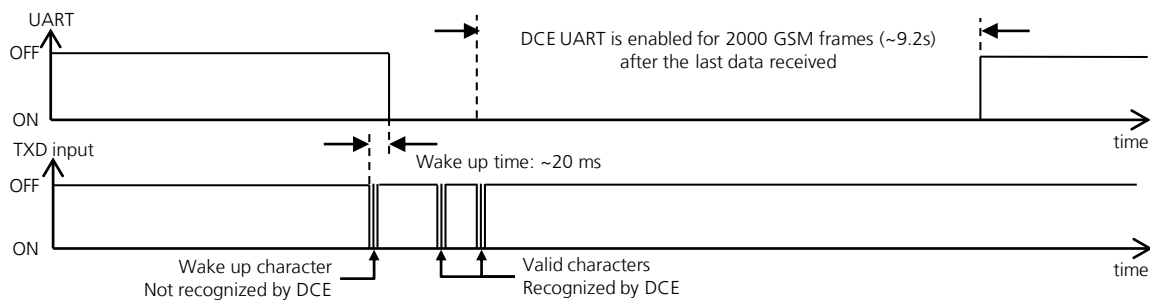 UART
OFF
DCE UART is enabled for 2000 GSM frames (~9.2s)
after the last data received
ON
time
TXD input
Wake up time: ~20 ms
OFF
ON
Wake up character
Not recognized by DCE
Valid characters
Recognized by DCE
time